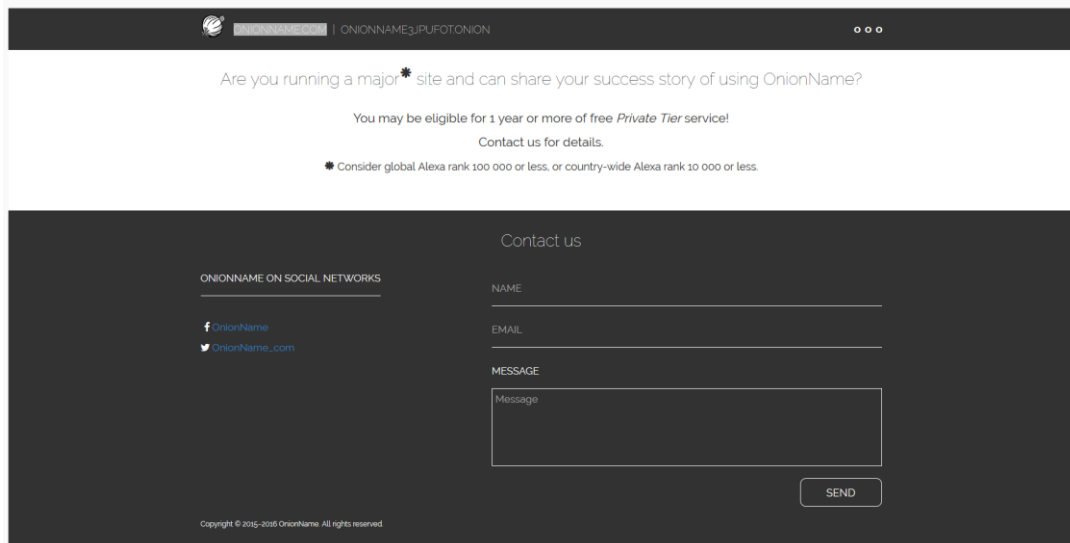 ONIONNAME.COM | ONIONNAME3JPUFOT.ONION
Are you running a major* site and can share your success story of using OnionName?
You may be eligible for 1 year or more of free Private Tier service!
Contact us for details.
* Consider global Alexa rank 100 000 or less, or country-wide Alexa rank 10 000 or less.
Contact us
ONIONNAME ON SOCIAL NETWORKS
OnionName
OnionName_com
NAME
EMAIL
MESSAGE
Message
SEND
Copyright © 2015-2016 OnionName. All rights reserved.